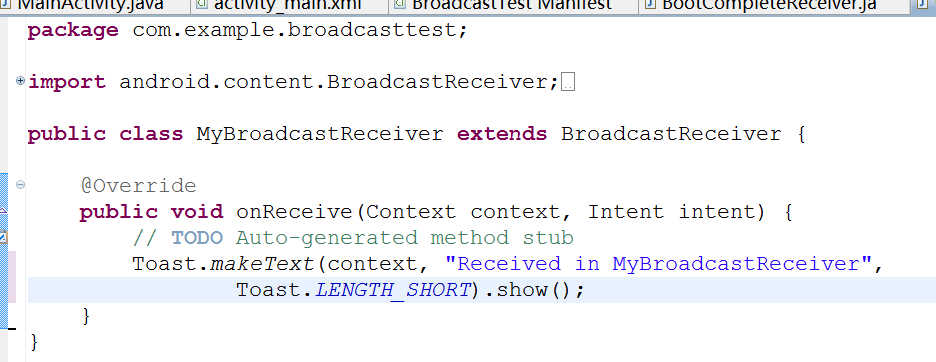 MainActivity.java activity_main.xml BroadcastTest Manifest BootCompleteReceiver.ja
package com.example.broadcasttest;
import android.content.BroadcastReceiver;
public class MyBroadcastReceiver extends BroadcastReceiver {
@Override
public void onReceive(Context context, Intent intent) {
// TODO Auto-generated method stub
Toast.makeText(context, "Received in MyBroadcastReceiver",
Toast.LENGTH_SHORT).show();
}
}